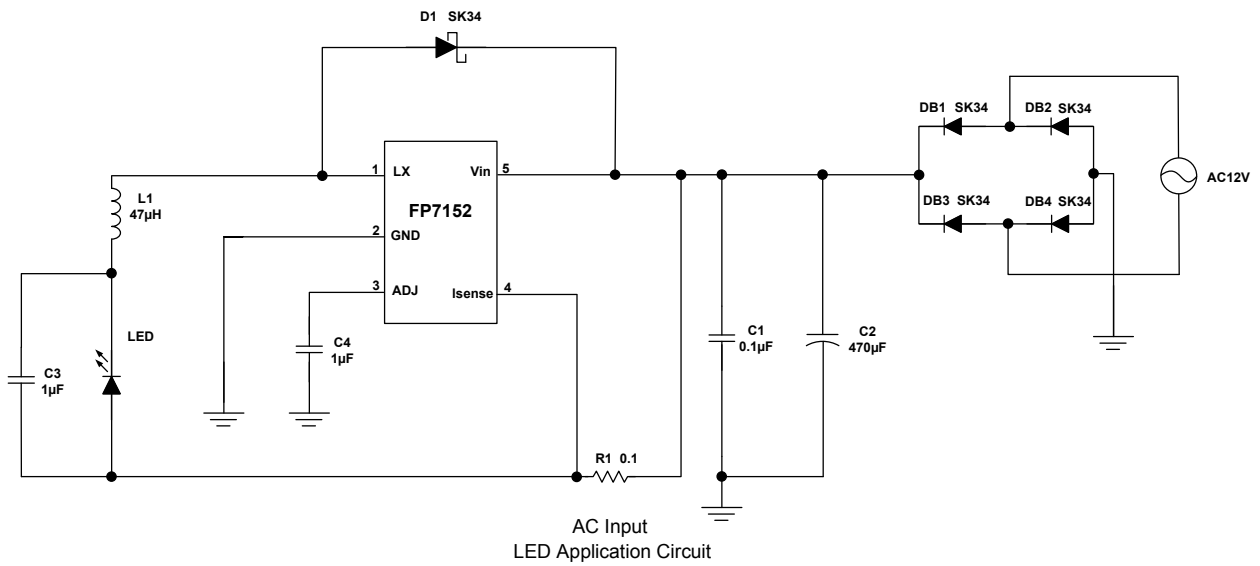 D1 SK34
DB1 SK34
DB2 SK34
1
LX
Vin
5
AC12V
L1
47µH
FP7152
DB3 SK34
DB4 SK34
2
GND
3
ADJ
Isense
4
LED
C4
1µF
C1
0.1µF
C2
470µF
C3
1µF
R1 0.1
AC Input
LED Application Circuit